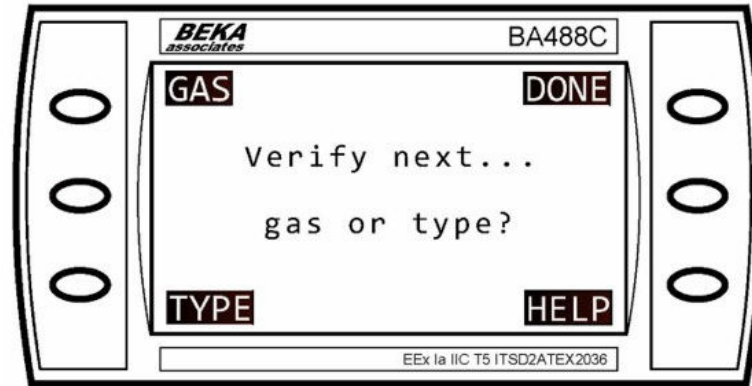 BEKA associates BA488C
GAS DONE
Verify next...
gas or type?
TYPE HELP
EEx Ia IIC T5 ITSD2ATEX2036